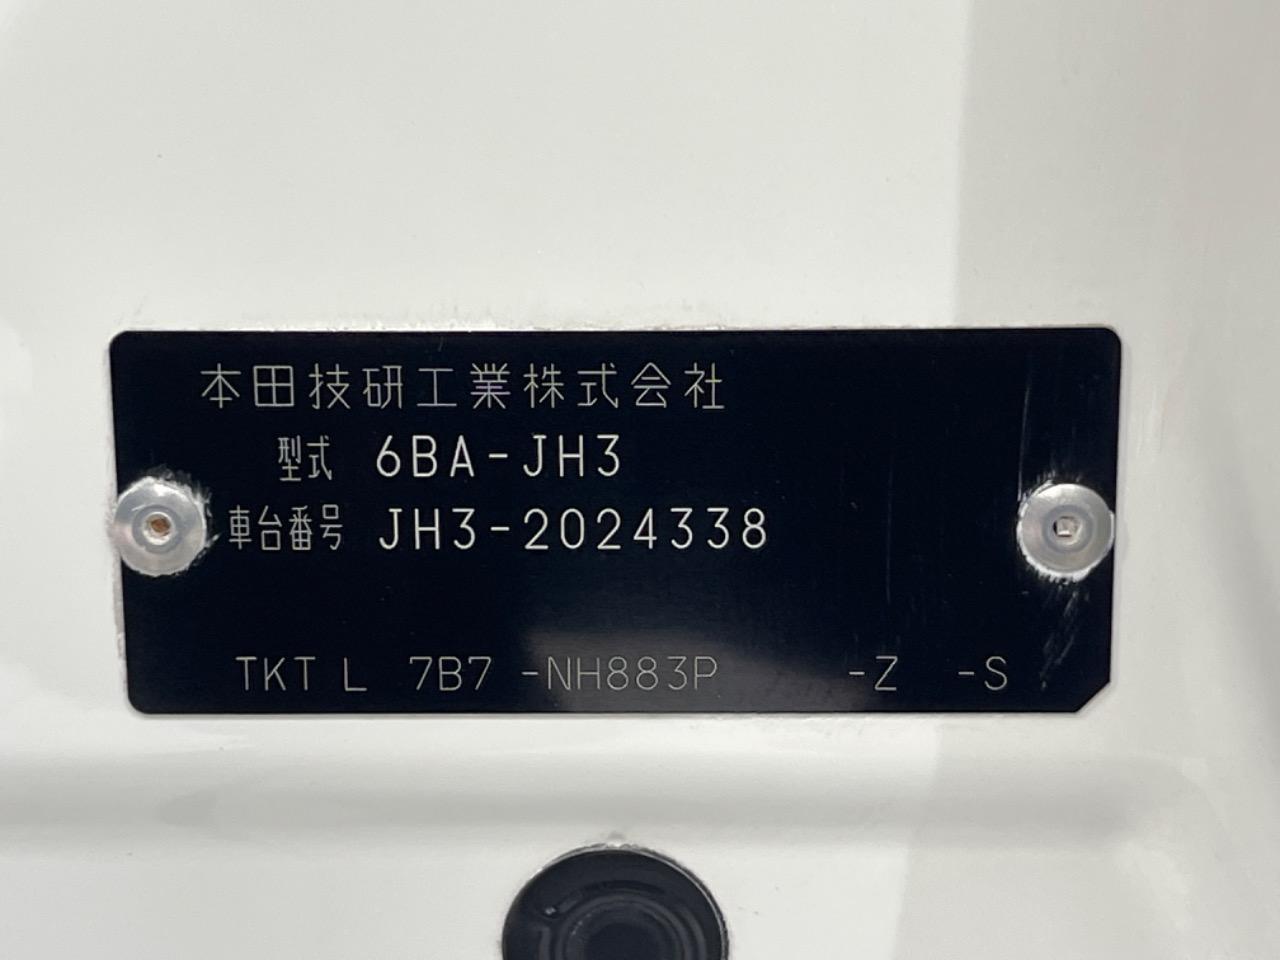 本田技研工業株式会社
型式 6BA-JH3
車台番号 JH3-2024338
TKT L 7B7 -NH883P -Z -S